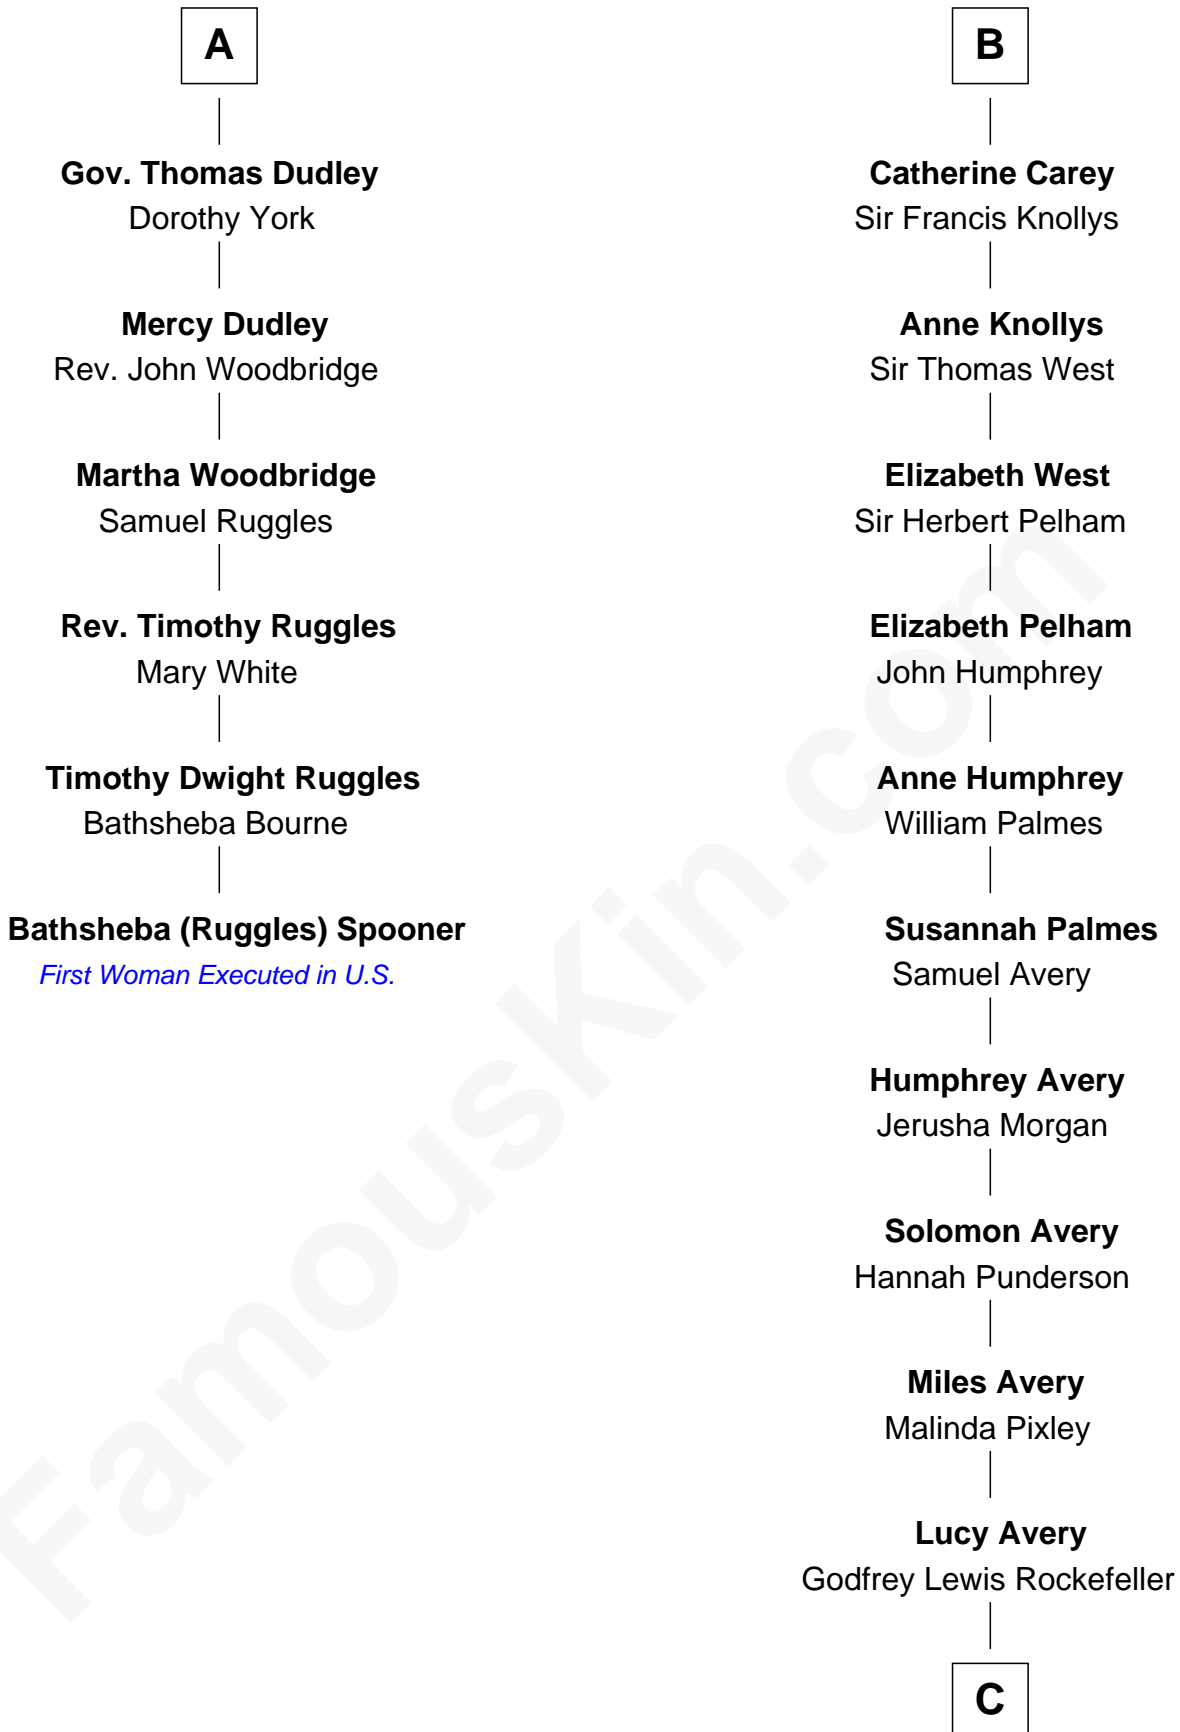 A
Gov. Thomas Dudley
Dorothy York
Mercy Dudley
Rev. John Woodbridge
Martha Woodbridge
Samuel Ruggles
Rev. Timothy Ruggles
Mary White
Timothy Dwight Ruggles
Bathsheba Bourne
Bathsheba (Ruggles) Spooner
First Woman Executed in U.S.
B
Catherine Carey
Sir Francis Knollys
Anne Knollys
Sir Thomas West
Elizabeth West
Sir Herbert Pelham
Elizabeth Pelham
John Humphrey
Anne Humphrey
William Palmes
Susannah Palmes
Samuel Avery
Humphrey Avery
Jerusha Morgan
Solomon Avery
Hannah Punderson
Miles Avery
Malinda Pixley
Lucy Avery
Godfrey Lewis Rockefeller
C
FamousKin.com